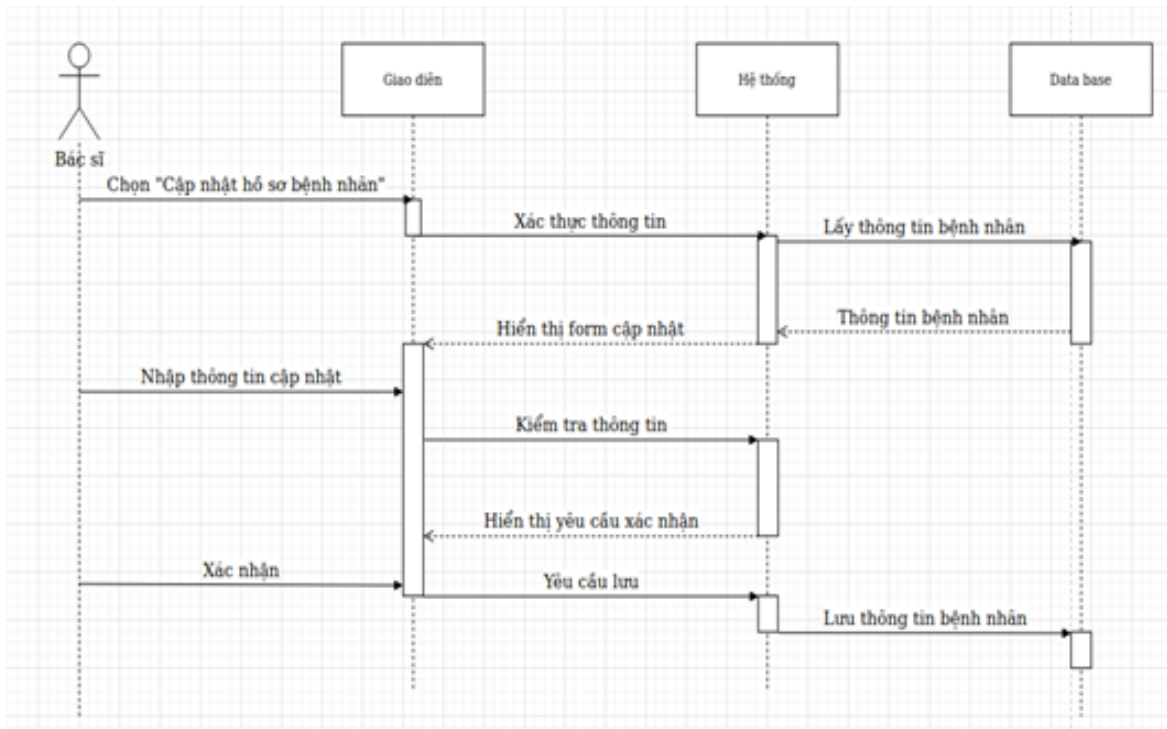 Giao diên
Hệ thống
Data base
Bác sĩ
Chọn "Cập nhật hồ sơ bệnh nhân"
Xác thực thông tin
Lấy thông tin bệnh nhân
Thông tin bệnh nhân
Hiển thị form cập nhật
Nhập thông tin cập nhật
Kiểm tra thông tin
Hiển thị yêu cầu xác nhận
Xác nhận
Yêu cầu lưu
Lưu thông tin bệnh nhân